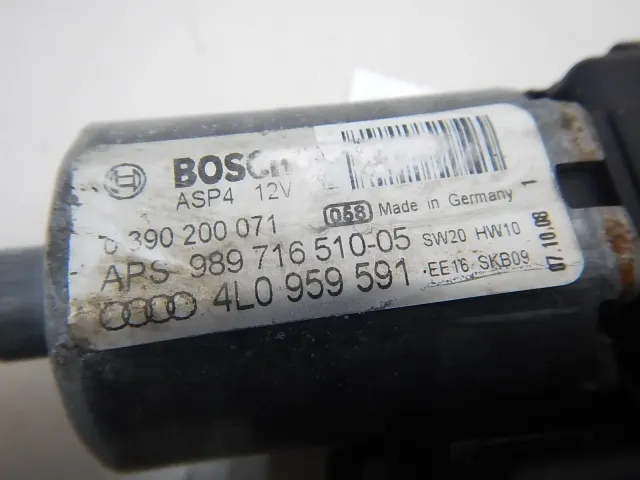 BOSCH
ASP4 12V
058 Made in Germany
0 390 200 071
APS 989 716 510-05 SW20 HW10
4L0 959 591 .EE16 SKB09
07.10.08 1